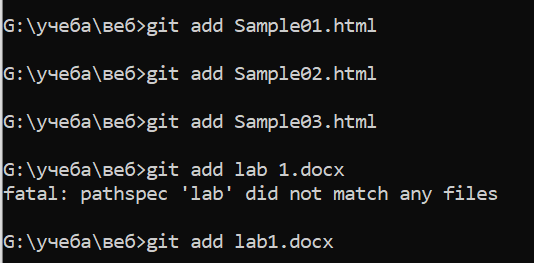 G:\учеба\веб>git add Sample01.html
G:\учеба\веб>git add Sample02.html
G:\учеба\веб>git add Sample03.html
G:\учеба\веб>git add lab 1.docx
fatal: pathspec 'lab' did not match any files
G:\учеба\веб>git add lab1.docx